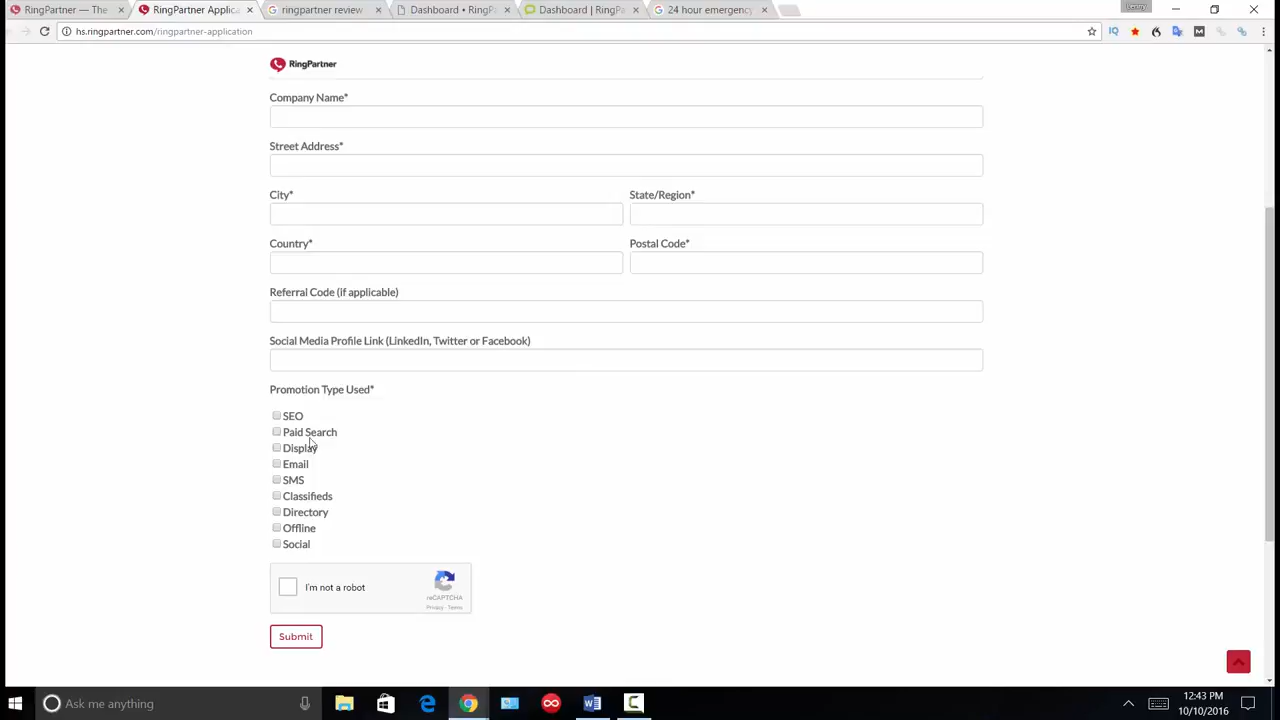 RingPartner — The
RingPartner Applica
ringpartner review
Dashboard • RingPa
Dashboard | RingPa
24 hour emergency
hs.ringpartner.com/ringpartner-application
RingPartner
Company Name*
Street Address*
City*
State/Region*
Country*
Postal Code*
Referral Code (if applicable)
Social Media Profile Link (LinkedIn, Twitter or Facebook)
Promotion Type Used*
SEO
Paid Search
Display
Email
SMS
Classifieds
Directory
Offline
Social
I'm not a robot
reCAPTCHA
Privacy - Terms
Submit
Ask me anything
12:43 PM
10/10/2016